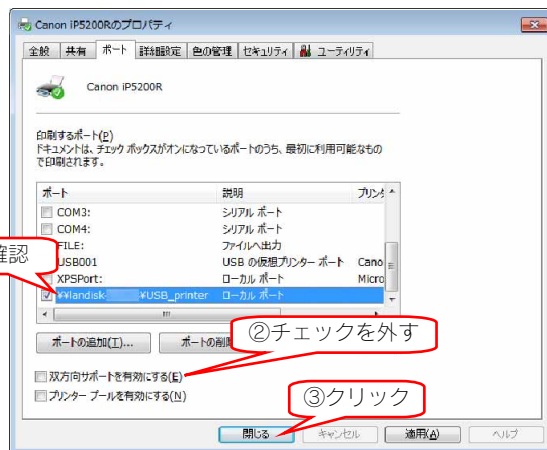 Canon iP5200Rのプロパティ
全般 共有 ポート 詳細設定 色の管理 セキュリティ ユーティリティ
Canon iP5200R
印刷するポート(P)
ドキュメントは、チェック ボックスがオンになっているポートのうち、最初に利用可能なもの
で印刷されます。
ポート 説明 プリンタ
COM3: シリアル ポート
COM4: シリアル ポート
FILE: ファイルへ出力
確認
USB001 USB の仮想プリンター ポート Cano
XPSPort: ローカル ポート Micro
¥¥landisk- ¥USB_printer ローカル ポート
ポートの追加(T)... ポートの削除
②チェックを外す
双方向サポートを有効にする(E)
プリンター プールを有効にする(N)
③クリック
閉じる キャンセル 適用(A) ヘルプ